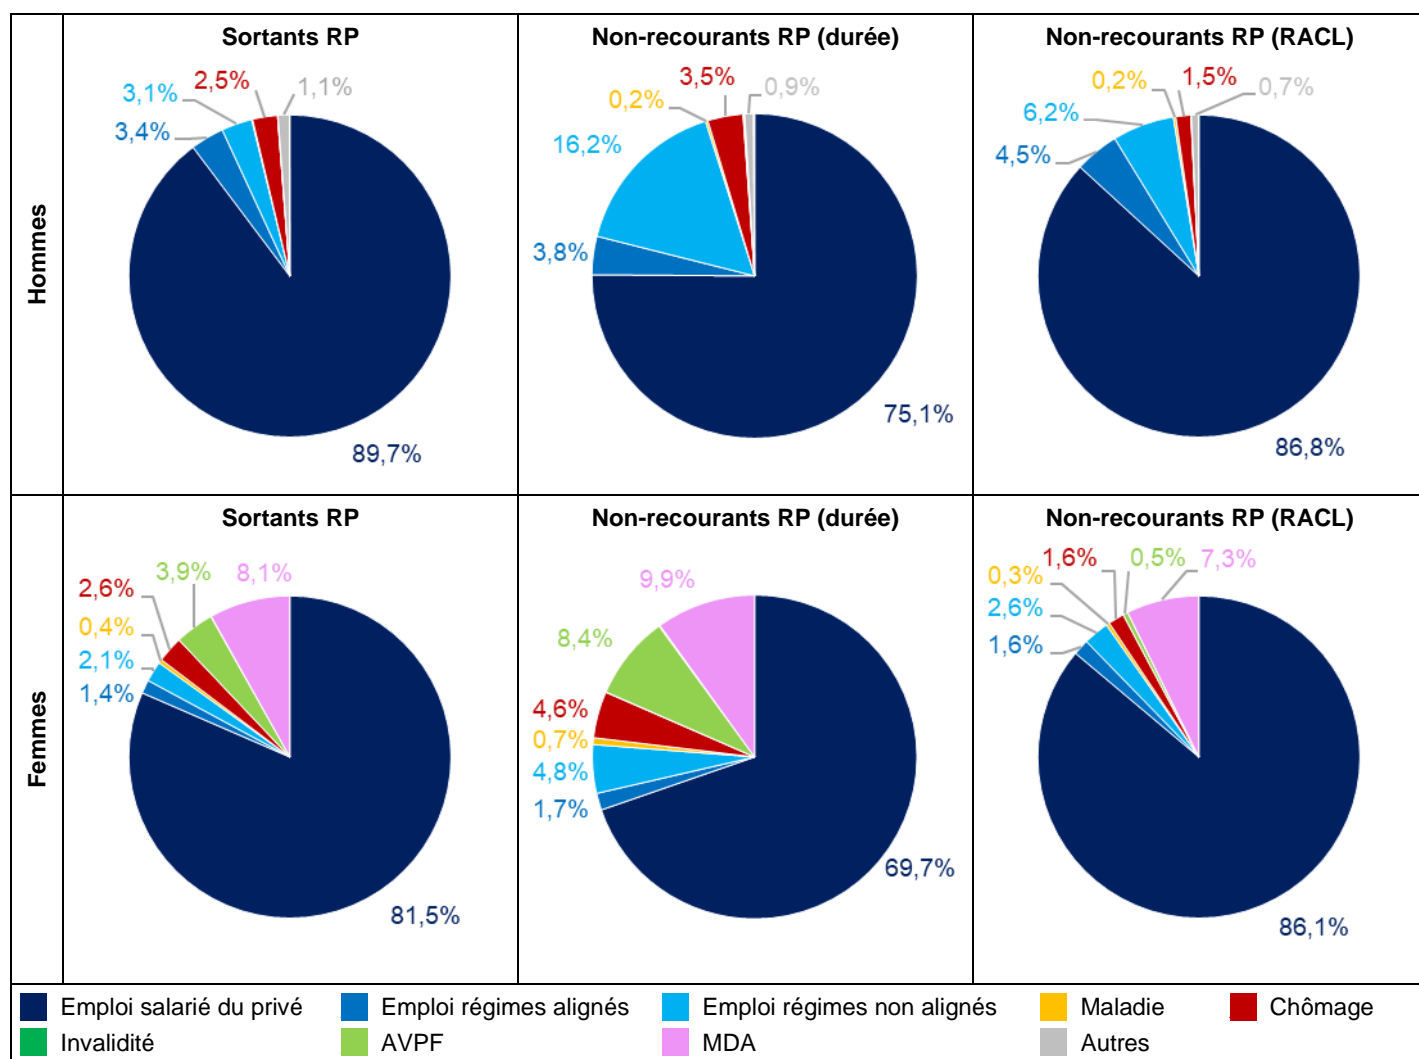 Sortants RP
Non-recourants RP (durée)
Non-recourants RP (RACL)
Hommes
3,4%
3,1%
2,5%
1,1%
89,7%
3,8%
16,2%
0,2%
3,5%
0,9%
75,1%
4,5%
6,2%
0,2%
1,5%
0,7%
86,8%
Sortants RP
Non-recourants RP (durée)
Non-recourants RP (RACL)
Femmes
1,4%
2,1%
0,4%
2,6%
3,9%
8,1%
81,5%
1,7%
4,8%
0,7%
4,6%
8,4%
9,9%
69,7%
1,6%
2,6%
0,3%
1,6%
0,5%
7,3%
86,1%
Emploi salarié du privé
Emploi régimes alignés
Emploi régimes non alignés
Maladie
Chômage
Invalidité
AVPF
MDA
Autres